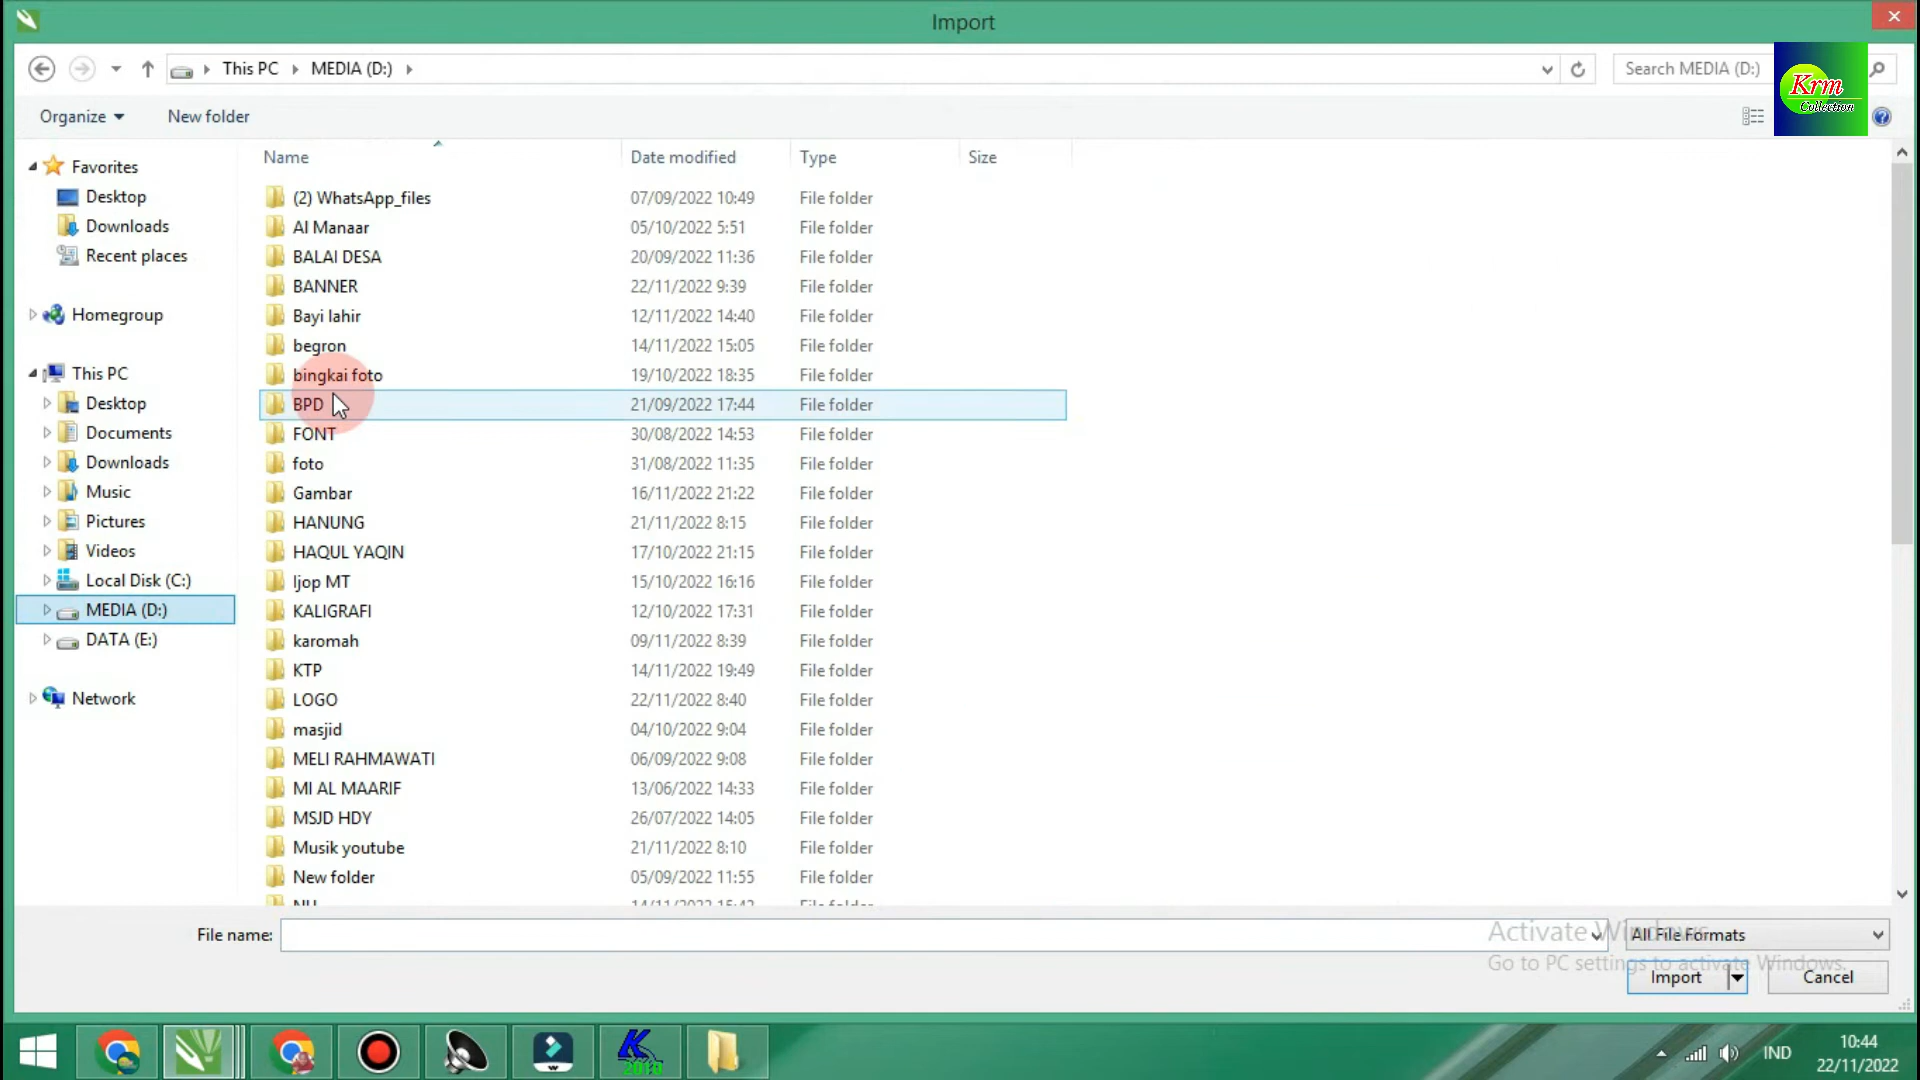 Import
This PC MEDIA (D:)
Search MEDIA (D:)
Krm
Collection
Organize New folder
Name Date modified Type Size
Favorites
Desktop
Downloads
Recent places
Homegroup
This PC
Desktop
Documents
Downloads
Music
Pictures
Videos
Local Disk (C:)
MEDIA (D:)
DATA (E:)
Network
(2) WhatsApp_files 07/09/2022 10:49 File folder
Al Manaar 05/10/2022 5:51 File folder
BALAI DESA 20/09/2022 11:36 File folder
BANNER 22/11/2022 9:39 File folder
Bayi lahir 12/11/2022 14:40 File folder
begron 14/11/2022 15:05 File folder
bingkai foto 19/10/2022 18:35 File folder
BPD 21/09/2022 17:44 File folder
FONT 30/08/2022 14:53 File folder
foto 31/08/2022 11:35 File folder
Gambar 16/11/2022 21:22 File folder
HANUNG 21/11/2022 8:15 File folder
HAQUL YAQIN 17/10/2022 21:15 File folder
Ijop MT 15/10/2022 16:16 File folder
KALIGRAFI 12/10/2022 17:31 File folder
karomah 09/11/2022 8:39 File folder
KTP 14/11/2022 19:49 File folder
LOGO 22/11/2022 8:40 File folder
masjid 04/10/2022 9:04 File folder
MELI RAHMAWATI 06/09/2022 9:08 File folder
MI AL MAARIF 13/06/2022 14:33 File folder
MSJD HDY 26/07/2022 14:05 File folder
Musik youtube 21/11/2022 8:10 File folder
New folder 05/09/2022 11:55 File folder
File name: All File Formats
Activate Windows
Go to PC settings to activate Windows.
Import Cancel
K
2010
IND
10:44
22/11/2022